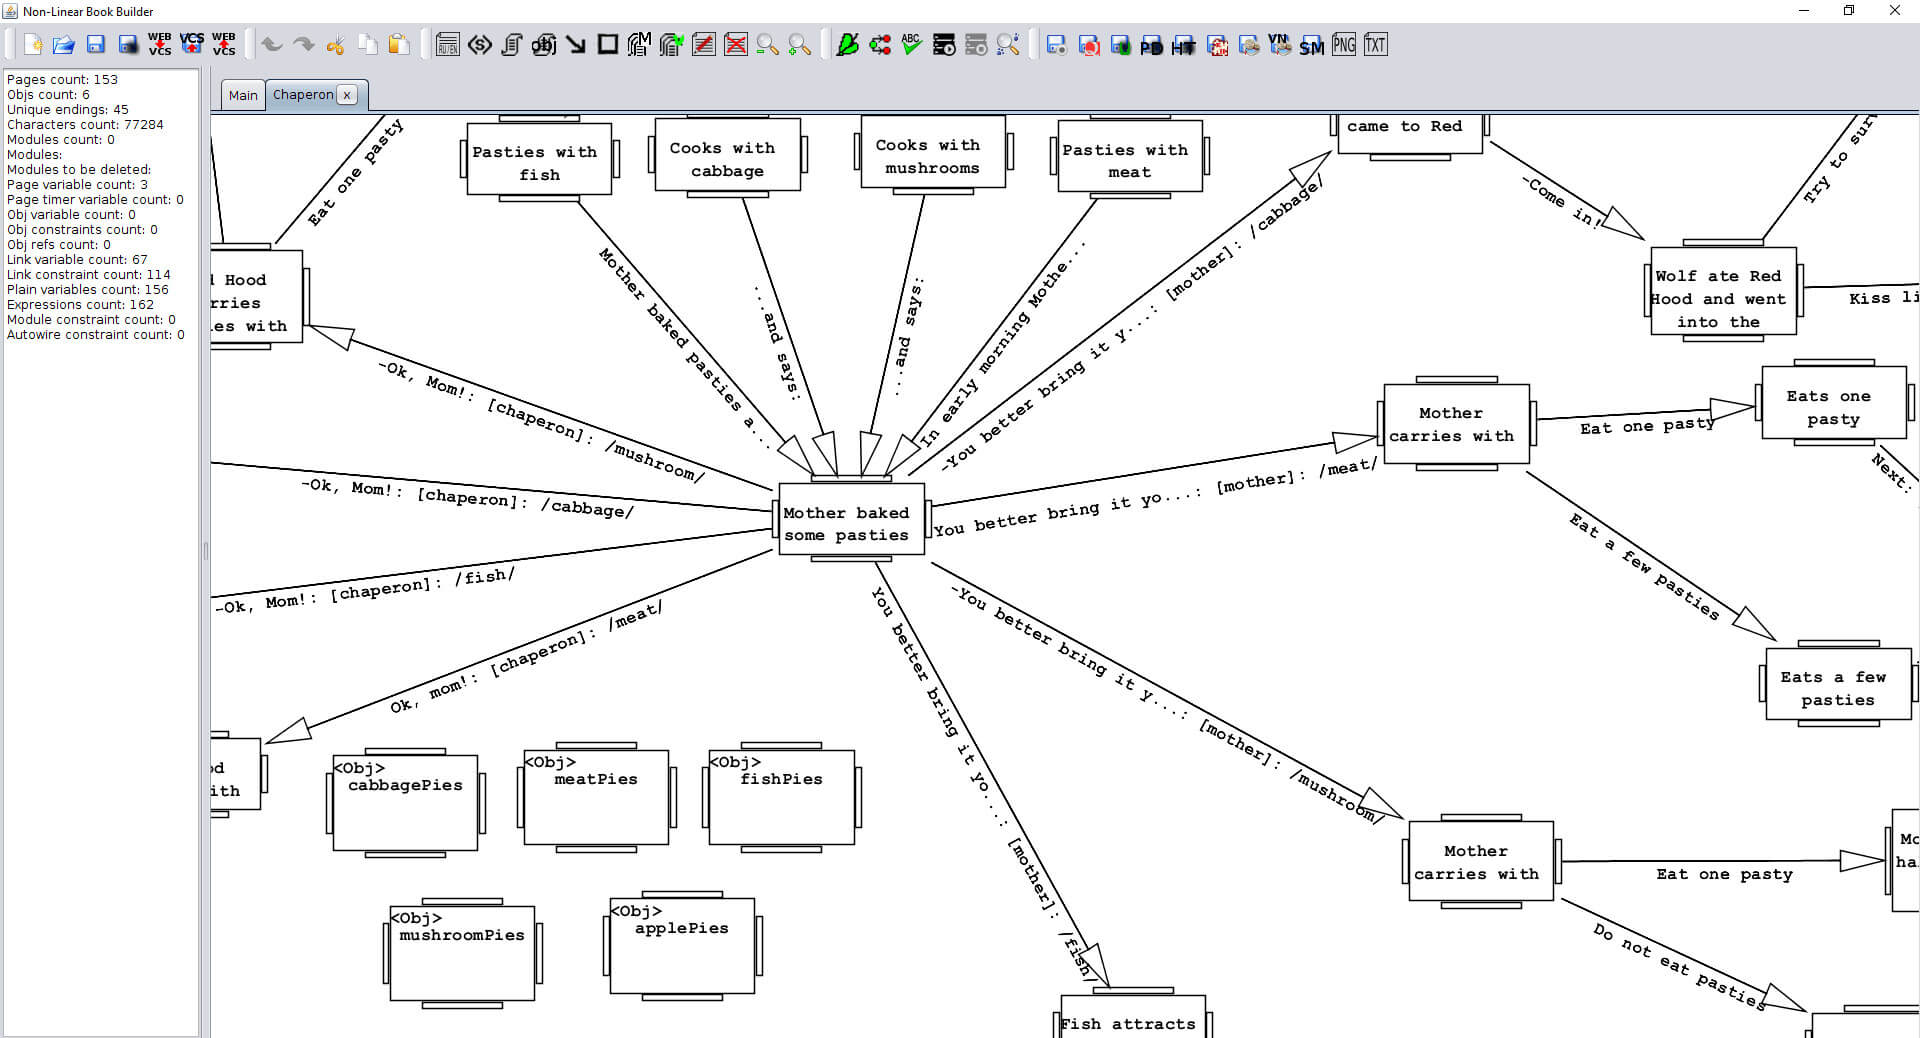 Non-Linear Book Builder
WEB VCS
VCS
WEB VCS
RU/EN
<S>
obj
M
ABC
PD
HT
VN
SM
PNG
TXT
Pages count: 153
Objs count: 6
Unique endings: 45
Characters count: 77284
Modules count: 0
Modules:
Modules to be deleted:
Page variable count: 3
Page timer variable count: 0
Obj variable count: 0
Obj constraints count: 0
Obj refs count: 0
Link variable count: 67
Link constraint count: 114
Plain variables count: 156
Expressions count: 162
Module constraint count: 0
Autowire constraint count: 0
Main
Chaperon
Eat one pasty
Pasties with
fish
Cooks with
cabbage
Cooks with
mushrooms
Pasties with
meat
came to Red
-Come in!
Try to sur
Hood
rries
es with
Wolf ate Red
Hood and went
into the
Kiss li
Mother baked pasties a...
...and says:
...and says:
In early morning Mothe...
-You better bring it y...: [mother]: /cabbage/
-Ok, Mom!: [chaperon]: /mushroom/
-Ok, Mom!: [chaperon]: /cabbage/
-Ok, Mom!: [chaperon]: /fish/
Ok, mom!: [chaperon]: /meat/
Mother baked
some pasties
You better bring it yo...: [mother]: /meat/
Mother
carries with
Eat one pasty
Eats one
pasty
Next:
Eat a few pasties
Eats a few
pasties
-You better bring it y...: [mother]: /mushroom/
You better bring it yo...: [mother]: /fish/
od
ith
<Obj>
cabbagePies
<Obj>
meatPies
<Obj>
fishPies
<Obj>
mushroomPies
<Obj>
applePies
Mother
carries with
Eat one pasty
Mo
ha
Do not eat pasties
Fish attracts